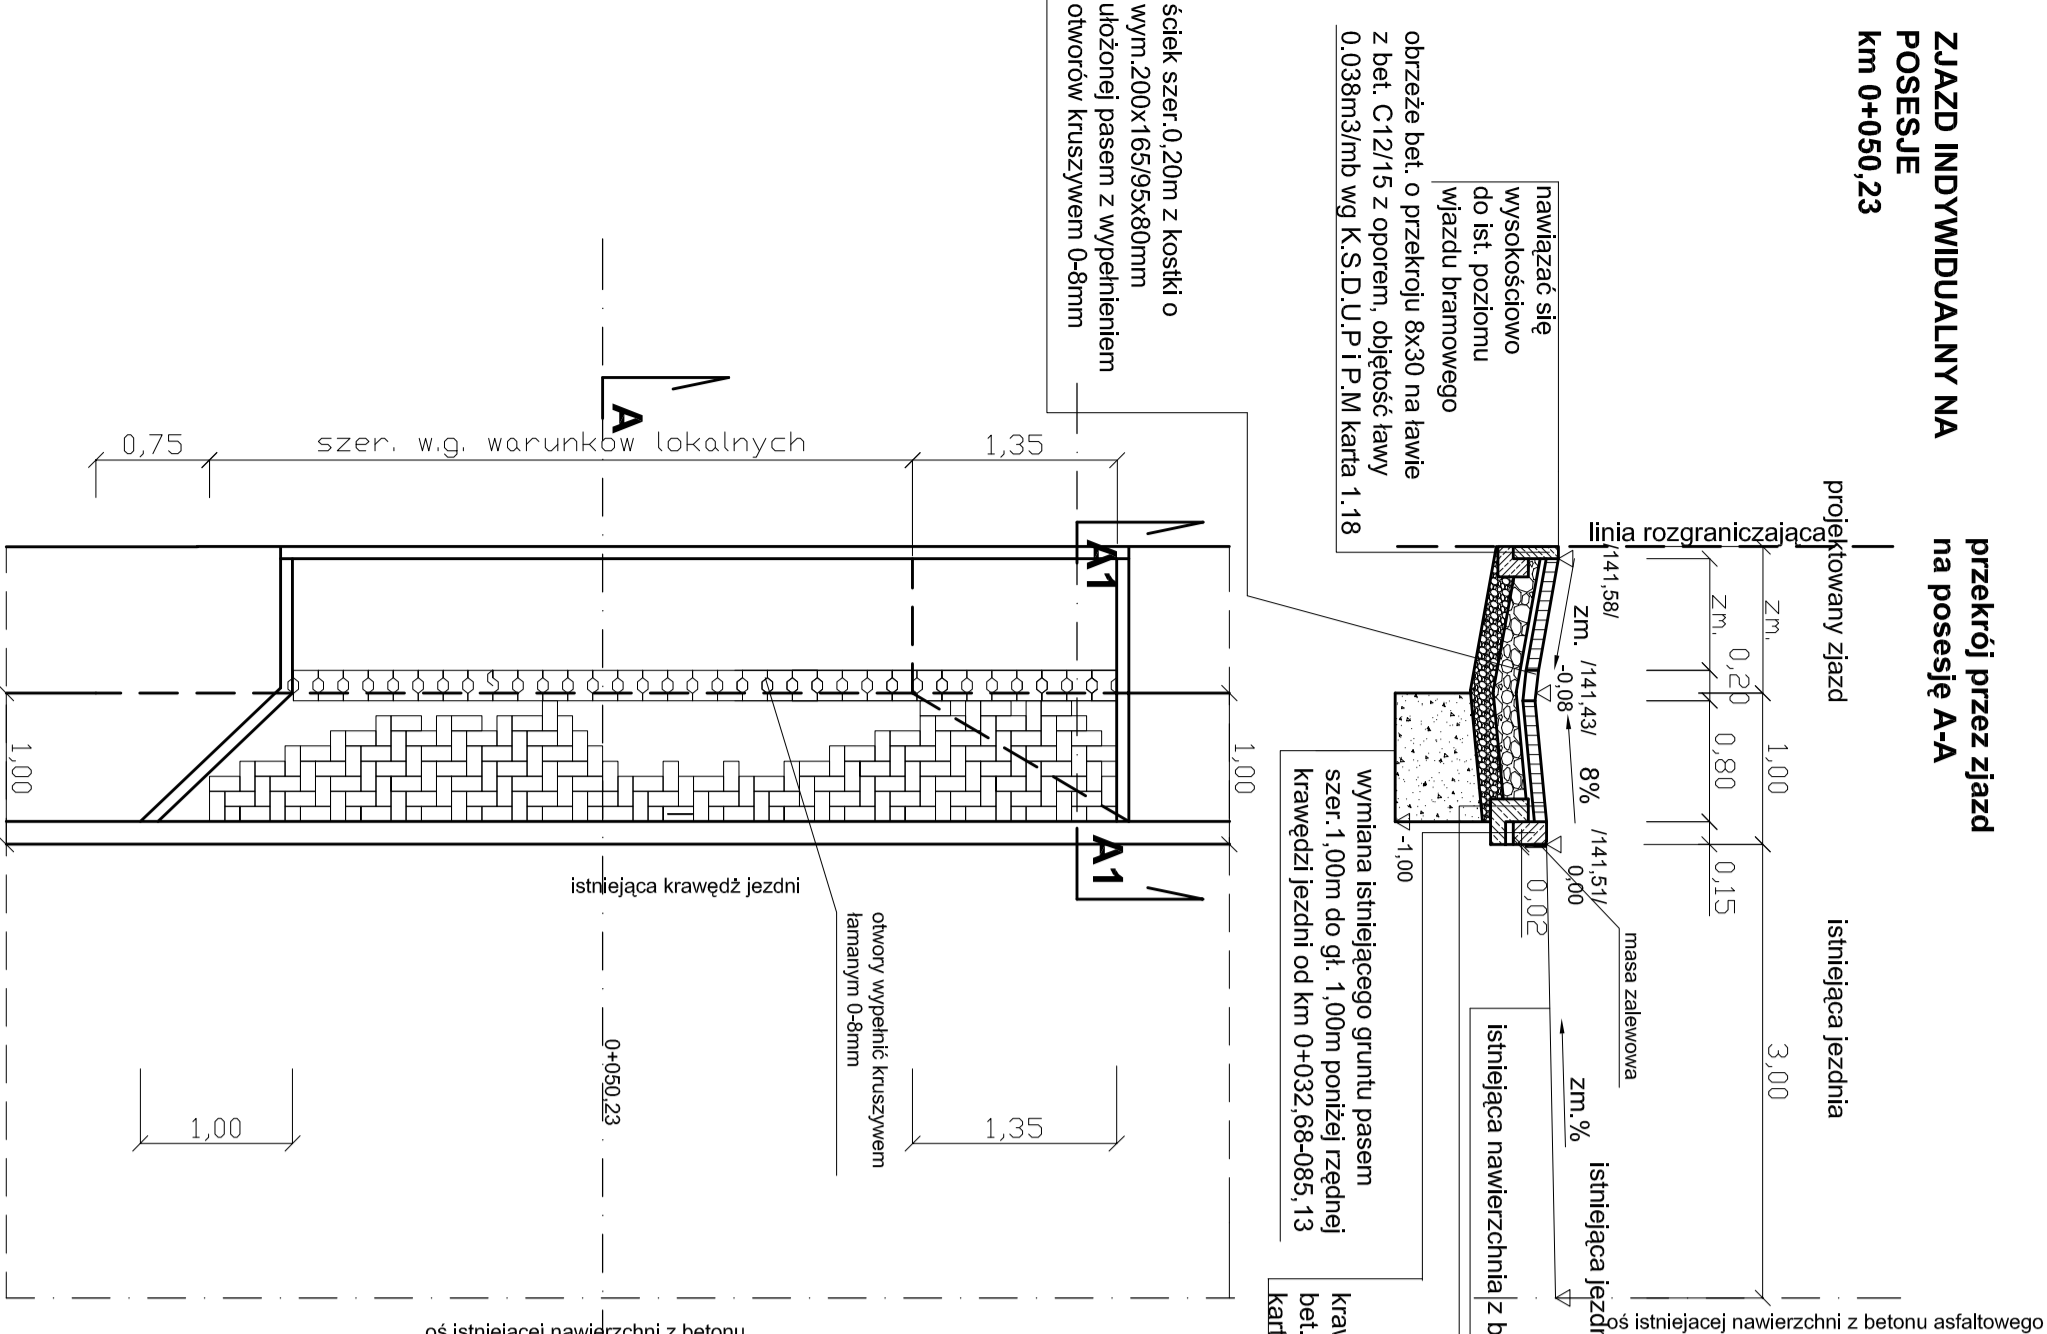 ZJAZD INDYWIDUALNY NA
POSESJE
km 0+050,23
przekrój przez zjazd
na posesję A-A
projektowany zjazd
istniejąca jezdnia
linia rozgraniczająca
zm.
1,00
3,00
zm.
0,20
0,80
0,15
/141,58/
zm.
/141,43/
-0,08
8%
/141,51/
0,00
0,02
-1,00
masa zalewowa
zm.%
istniejąca
istniejąca nawierzchnia z
oś istniejacej nawierzchni z betonu asfaltowego
nawiązać się
wysokościowo
do ist. poziomu
wjazdu bramowego
obrzeże bet. o przekroju 8x30 na ławie
z bet. C12/15 z oporem, objętość ławy
0.038m3/mb wg K.S.D.U.P i P.M karta 1.18
wymiana istniejącego gruntu pasem
szer.1,00m do gł. 1,00m poniżej rzędnej
krawędzi jezdni od km 0+032,68-085,13
bet.
ściek szer.0,20m z kostki o
wym.200x165/95x80mm
ułożonej pasem z wypełnieniem
otworów kruszywem 0-8mm
A
A1
A1
0,75
szer. w.g. warunków lokalnych
1,35
1,00
1,00
istniejąca krawędź jezdni
otwory wypełnić kruszywem
łamanym 0-8mm
0+050,23
1,00
1,35
oś istniejacej nawierzchni z betonu